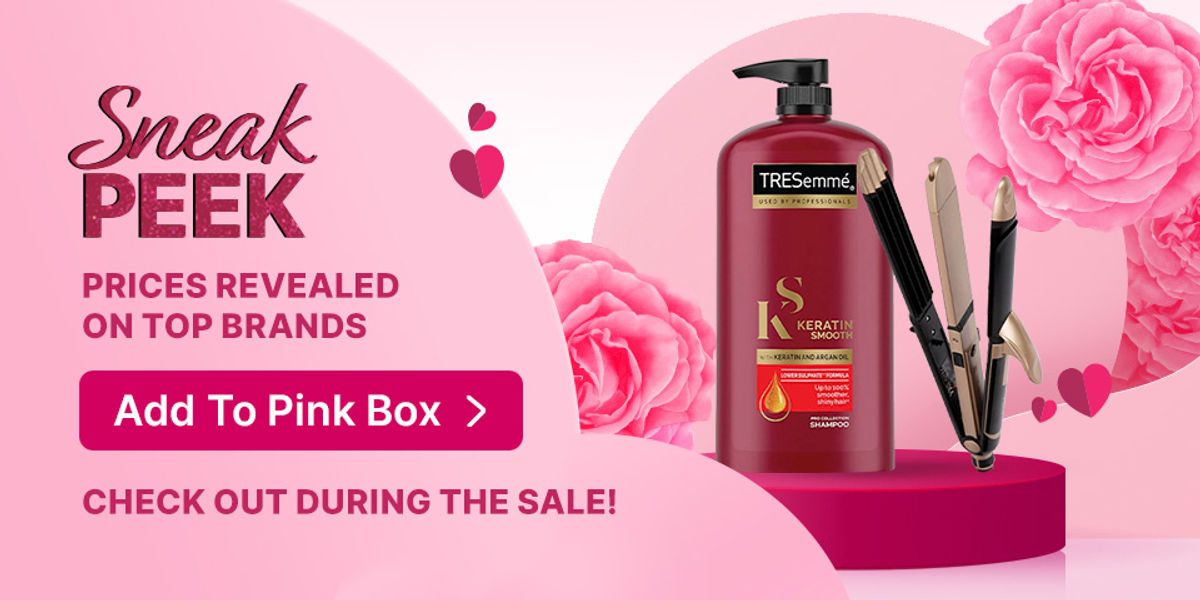 Sneak
PEEK
PRICES REVEALED
ON TOP BRANDS
Add To Pink Box
CHECK OUT DURING THE SALE!
TRESemmé
USED BY PROFESSIONALS
KS
KERATIN
SMOOTH
WITH KERATIN AND ARGAN OIL
LOWER SULPHATE** FORMULA
Up to 100%
smoother,
shiny hair*
PRO COLLECTION
SHAMPOO